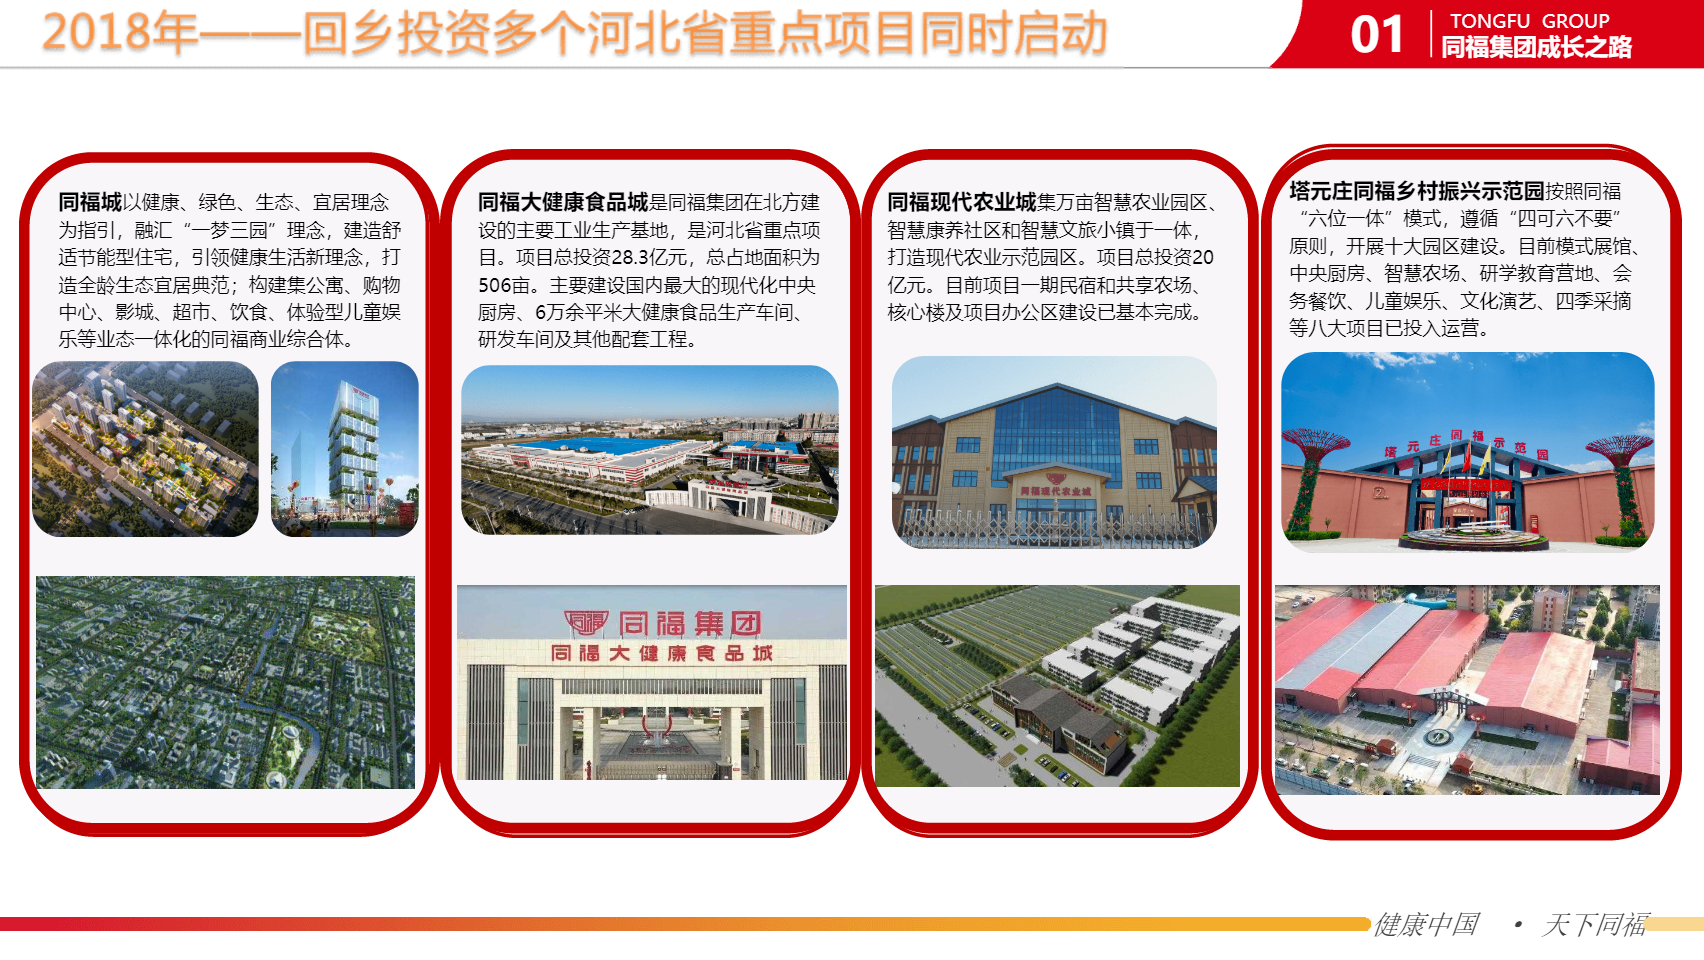 2018年——回乡投资多个河北省重点项目同时启动
01
TONGFU GROUP
同福集团成长之路
同福城以健康、绿色、生态、宜居理念
为指引，融汇“一梦三园”理念，建造舒
适节能型住宅，引领健康生活新理念，打
造全龄生态宜居典范；构建集公寓、购物
中心、影城、超市、饮食、体验型儿童娱
乐等业态一体化的同福商业综合体。
同福大健康食品城是同福集团在北方建
设的主要工业生产基地，是河北省重点项
目。项目总投资28.3亿元，总占地面积为
506亩。主要建设国内最大的现代化中央
厨房、6万余平米大健康食品生产车间、
研发车间及其他配套工程。
同福现代农业城集万亩智慧农业园区、
智慧康养社区和智慧文旅小镇于一体，
打造现代农业示范园区。项目总投资20
亿元。目前项目一期民宿和共享农场、
核心楼及项目办公区建设已基本完成。
塔元庄同福乡村振兴示范园按照同福
“六位一体”模式，遵循“四可六不要”
原则，开展十大园区建设。目前模式展馆、
中央厨房、智慧农场、研学教育营地、会
务餐饮、儿童娱乐、文化演艺、四季采摘
等八大项目已投入运营。
同福现代农业城
塔元庄同福示范园
同福 同福集团
同福大健康食品城
健康中国 • 天下同福